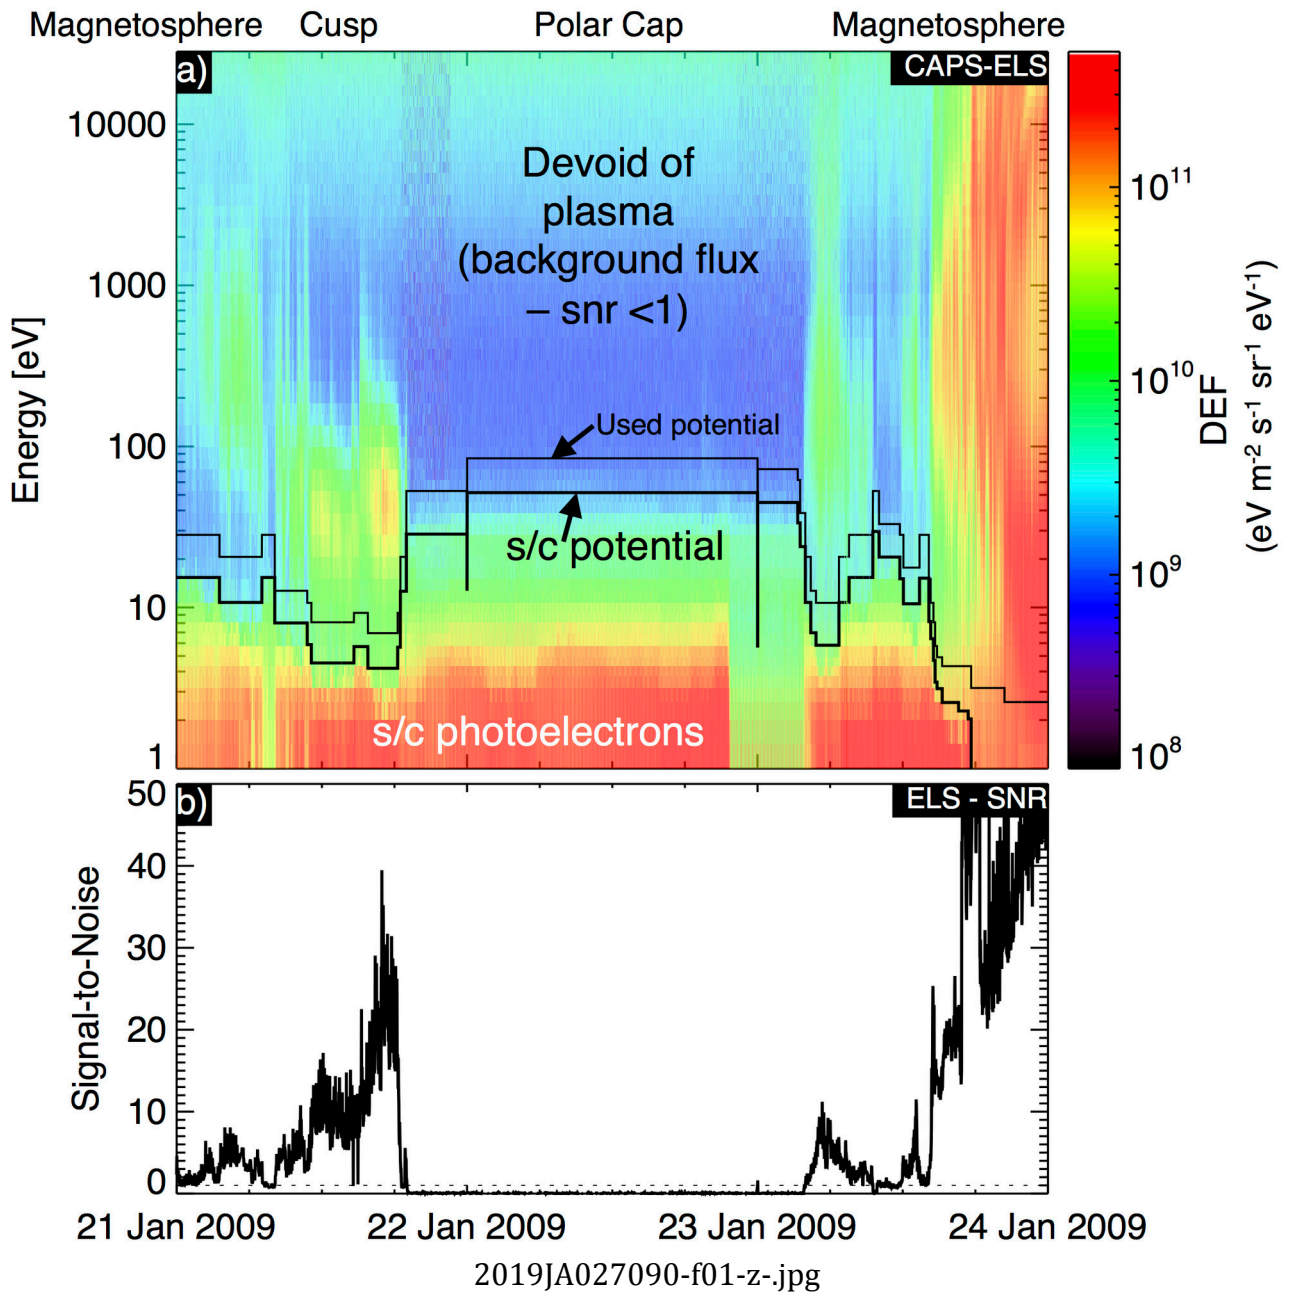 Magnetosphere Cusp Polar Cap Magnetosphere
a) CAPS-ELS
10000
1000
100
10
1
Energy [eV]
Devoid of
plasma
(background flux
– snr <1)
Used potential
s/c potential
s/c photoelectrons
10¹¹
10¹⁰
10⁹
10⁸
DEF
(eV m⁻² s⁻¹ sr⁻¹ eV⁻¹)
b) ELS - SNR
50
40
30
20
10
0
0
Signal-to-Noise
21 Jan 2009 22 Jan 2009 23 Jan 2009 24 Jan 2009
2019JA027090-f01-z-.jpg